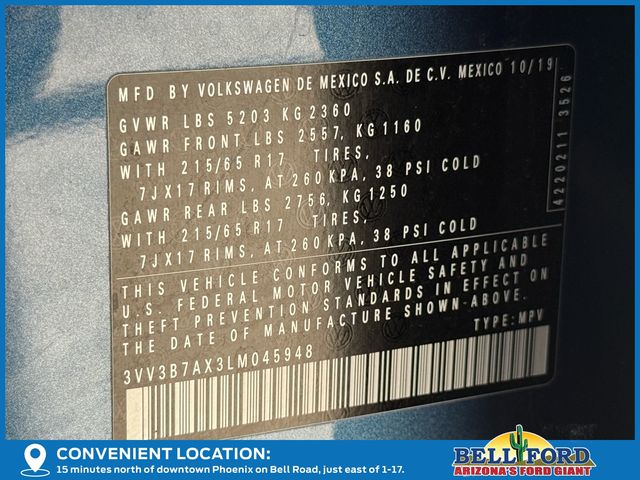 MFD BY VOLKSWAGEN DE MEXICO S.A. DE C.V. MEXICO 10/19
GVWR LBS 5203 KG 2360
GAWR FRONT LBS 2557, KG 1160
WITH 215/65 R17 TIRES,
7JX17 RIMS, AT 260 KPA, 38 PSI COLD
GAWR REAR LBS 2756, KG 1250
WITH 215/65 R17 TIRES,
7JX17 RIMS, AT 260 KPA, 38 PSI COLD
THIS VEHICLE CONFORMS TO ALL APPLICABLE
U.S. FEDERAL MOTOR VEHICLE SAFETY AND
THEFT PREVENTION STANDARDS IN EFFECT ON
THE DATE OF MANUFACTURE SHOWN-ABOVE.
TYPE: MPV
3VV3B7AX3LM045948
4220211 3526
CONVENIENT LOCATION:
15 minutes north of downtown Phoenix on Bell Road, just east of 1-17.
BELL FORD
ARIZONA'S FORD GIANT